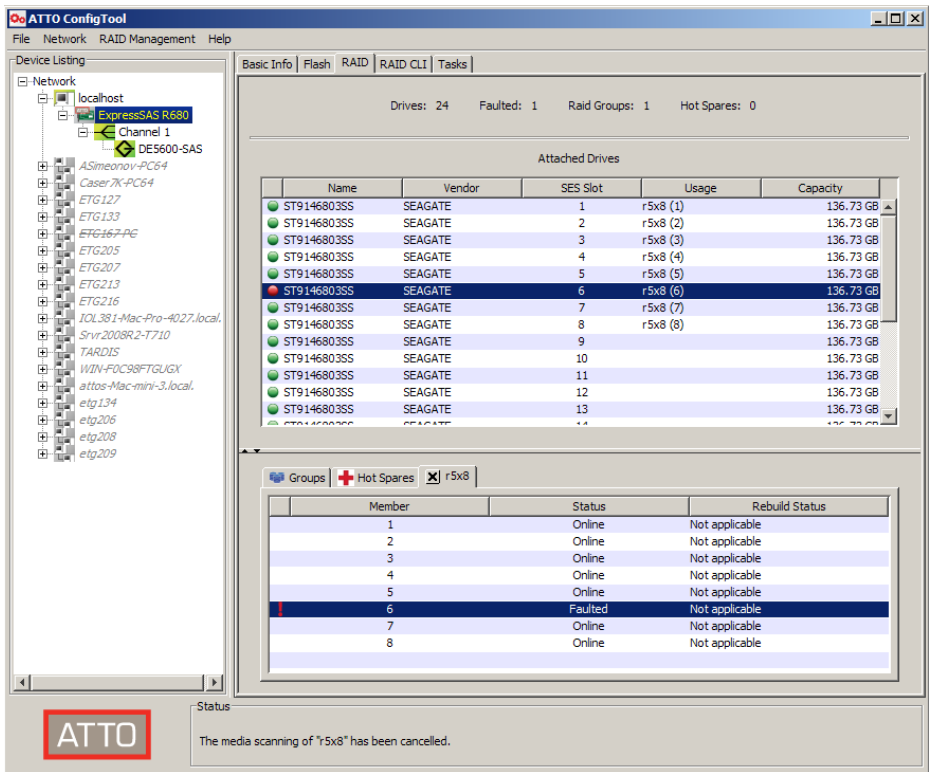 ATTO ConfigTool
File Network RAID Management Help
Device Listing
Network
localhost
ExpressSAS R680
Channel 1
DE5600-SAS
ASimeonov-PC64
Caser7K-PC64
ETG127
ETG133
ETG167-PC
ETG205
ETG207
ETG213
ETG216
IOL381-Mac-Pro-4027.local.
Srvr2008R2-T710
TARDIS
WIN-F0C98FTGUGX
attos-Mac-mini-3.local.
etg134
etg206
etg208
etg209
Basic Info Flash RAID RAID CLI Tasks
Drives: 24 Faulted: 1 Raid Groups: 1 Hot Spares: 0
Attached Drives
Name Vendor SES Slot Usage Capacity
ST9146803SS SEAGATE 1 r5x8 (1) 136.73 GB
ST9146803SS SEAGATE 2 r5x8 (2) 136.73 GB
ST9146803SS SEAGATE 3 r5x8 (3) 136.73 GB
ST9146803SS SEAGATE 4 r5x8 (4) 136.73 GB
ST9146803SS SEAGATE 5 r5x8 (5) 136.73 GB
ST9146803SS SEAGATE 6 r5x8 (6) 136.73 GB
ST9146803SS SEAGATE 7 r5x8 (7) 136.73 GB
ST9146803SS SEAGATE 8 r5x8 (8) 136.73 GB
ST9146803SS SEAGATE 9 136.73 GB
ST9146803SS SEAGATE 10 136.73 GB
ST9146803SS SEAGATE 11 136.73 GB
ST9146803SS SEAGATE 12 136.73 GB
ST9146803SS SEAGATE 13 136.73 GB
Groups Hot Spares r5x8
Member Status Rebuild Status
1 Online Not applicable
2 Online Not applicable
3 Online Not applicable
4 Online Not applicable
5 Online Not applicable
! 6 Faulted Not applicable
7 Online Not applicable
8 Online Not applicable
ATTO
Status
The media scanning of "r5x8" has been cancelled.